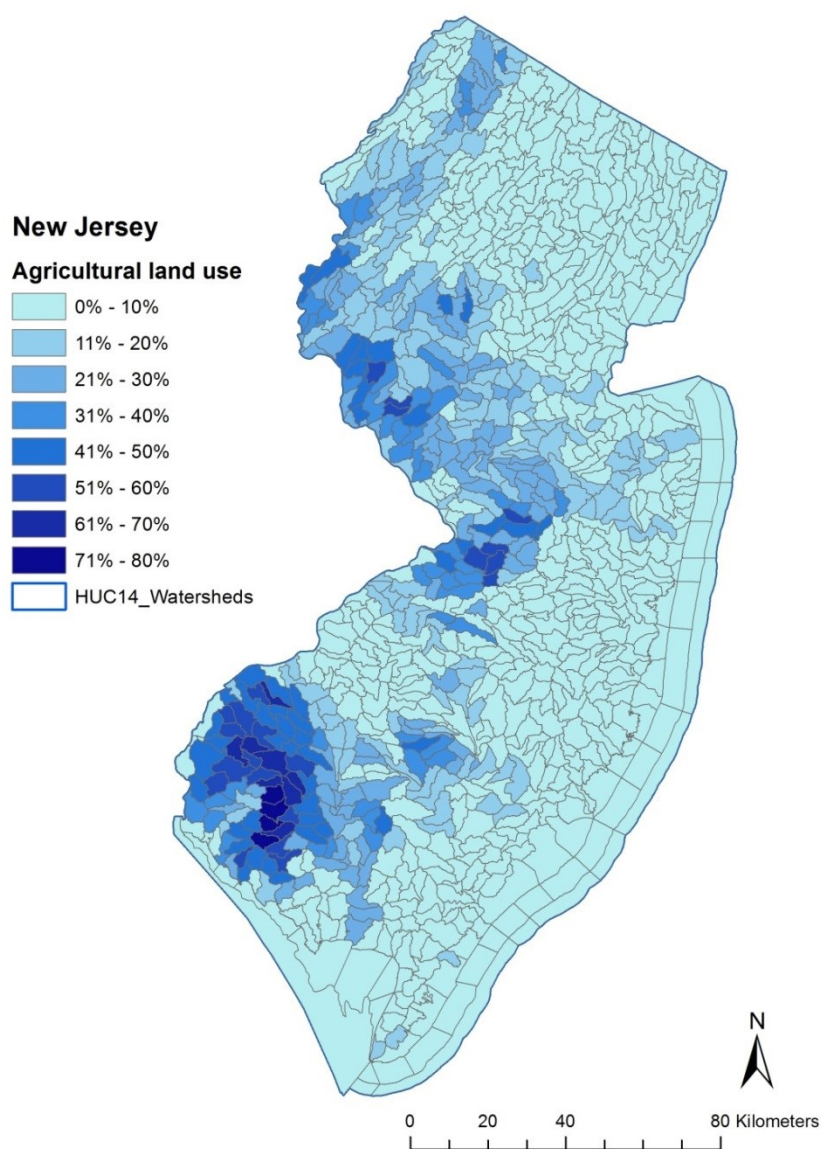 New Jersey
Agricultural land use
0% - 10%
11% - 20%
21% - 30%
31% - 40%
41% - 50%
51% - 60%
61% - 70%
71% - 80%
HUC14_Watersheds
N
0 20 40 80 Kilometers